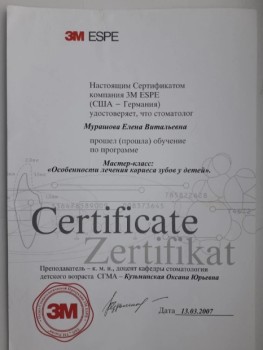 3M ESPE
Настоящим Сертификатом
компания 3M ESPE
(США – Германия)
удостоверяет, что стоматолог
Мурашова Елена Витальевна
прошел (прошла) обучение
по программе
Мастер-класс:
«Особенности лечения кариеса зубов у детей».
Certificate
Zertifikat
Преподаватель – к. м. н., доцент кафедры стоматологии
детского возраста СГМА – Кузьминская Оксана Юрьевна
3M
Дата 13.03.2007